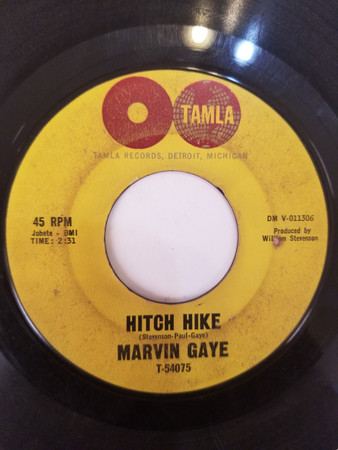 TAMLA
TAMLA RECORDS, DETROIT, MICHIGAN
45 RPM
Jobete - BMI
TIME: 2:31
DM V-011306
Produced by
William Stevenson
HITCH HIKE
(Stevenson-Paul-Gaye)
MARVIN GAYE
T-54075